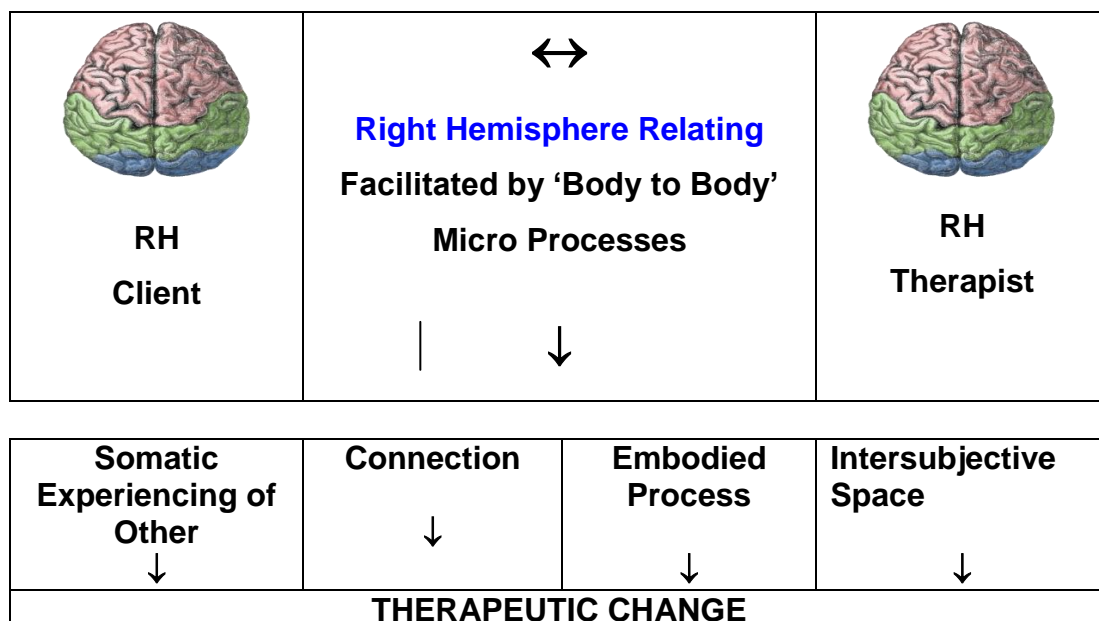 ↔
Right Hemisphere Relating
Facilitated by ‘Body to Body’
Micro Processes
↓
RH
Client
RH
Therapist
Somatic
Experiencing of
Other
↓
Connection
↓
Embodied
Process
↓
Intersubjective
Space
↓
THERAPEUTIC CHANGE